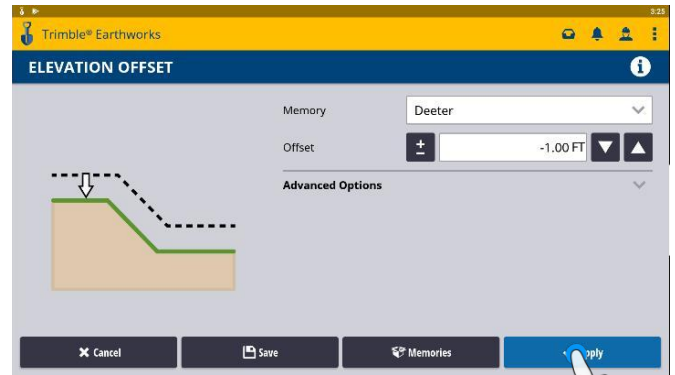 3:25
Trimble® Earthworks
ELEVATION OFFSET
Memory
Deeter
Offset
± -1.00 FT
Advanced Options
Cancel
Save
Memories